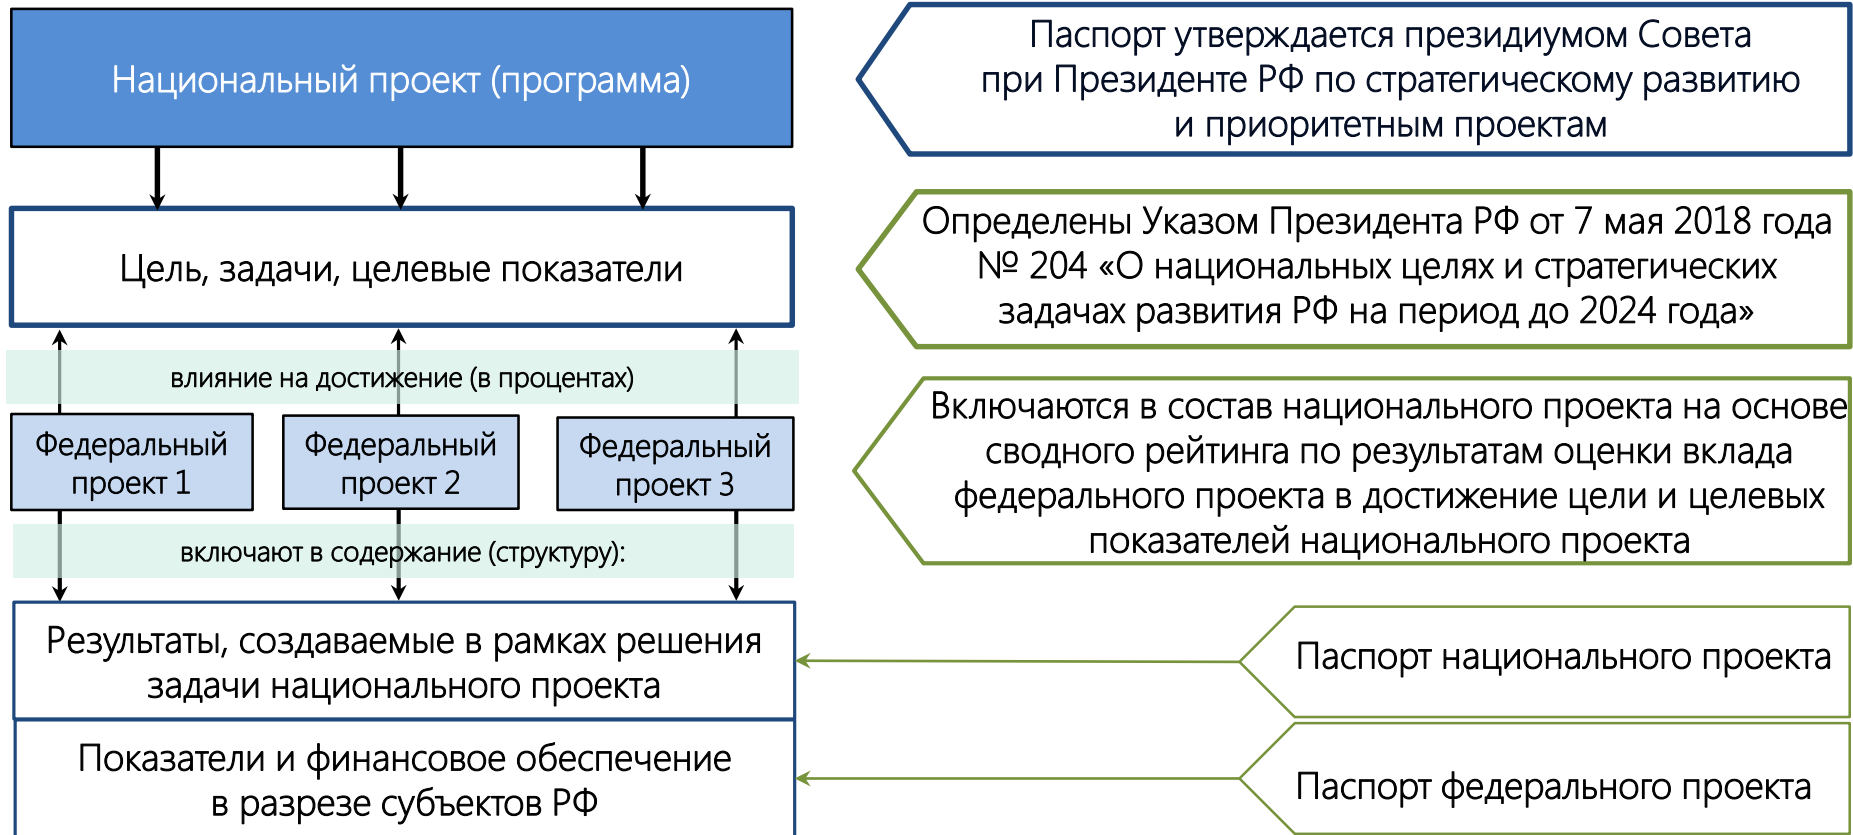 Национальный проект (программа)
Паспорт утверждается президиумом Совета
при Президенте РФ по стратегическому развитию
и приоритетным проектам
Цель, задачи, целевые показатели
Определены Указом Президента РФ от 7 мая 2018 года
№ 204 «О национальных целях и стратегических
задачах развития РФ на период до 2024 года»
влияние на достижение (в процентах)
Федеральный
проект 1
Федеральный
проект 2
Федеральный
проект 3
Включаются в состав национального проекта на основе
сводного рейтинга по результатам оценки вклада
федерального проекта в достижение цели и целевых
показателей национального проекта
включают в содержание (структуру):
Результаты, создаваемые в рамках решения
задачи национального проекта
Паспорт национального проекта
Показатели и финансовое обеспечение
в разрезе субъектов РФ
Паспорт федерального проекта